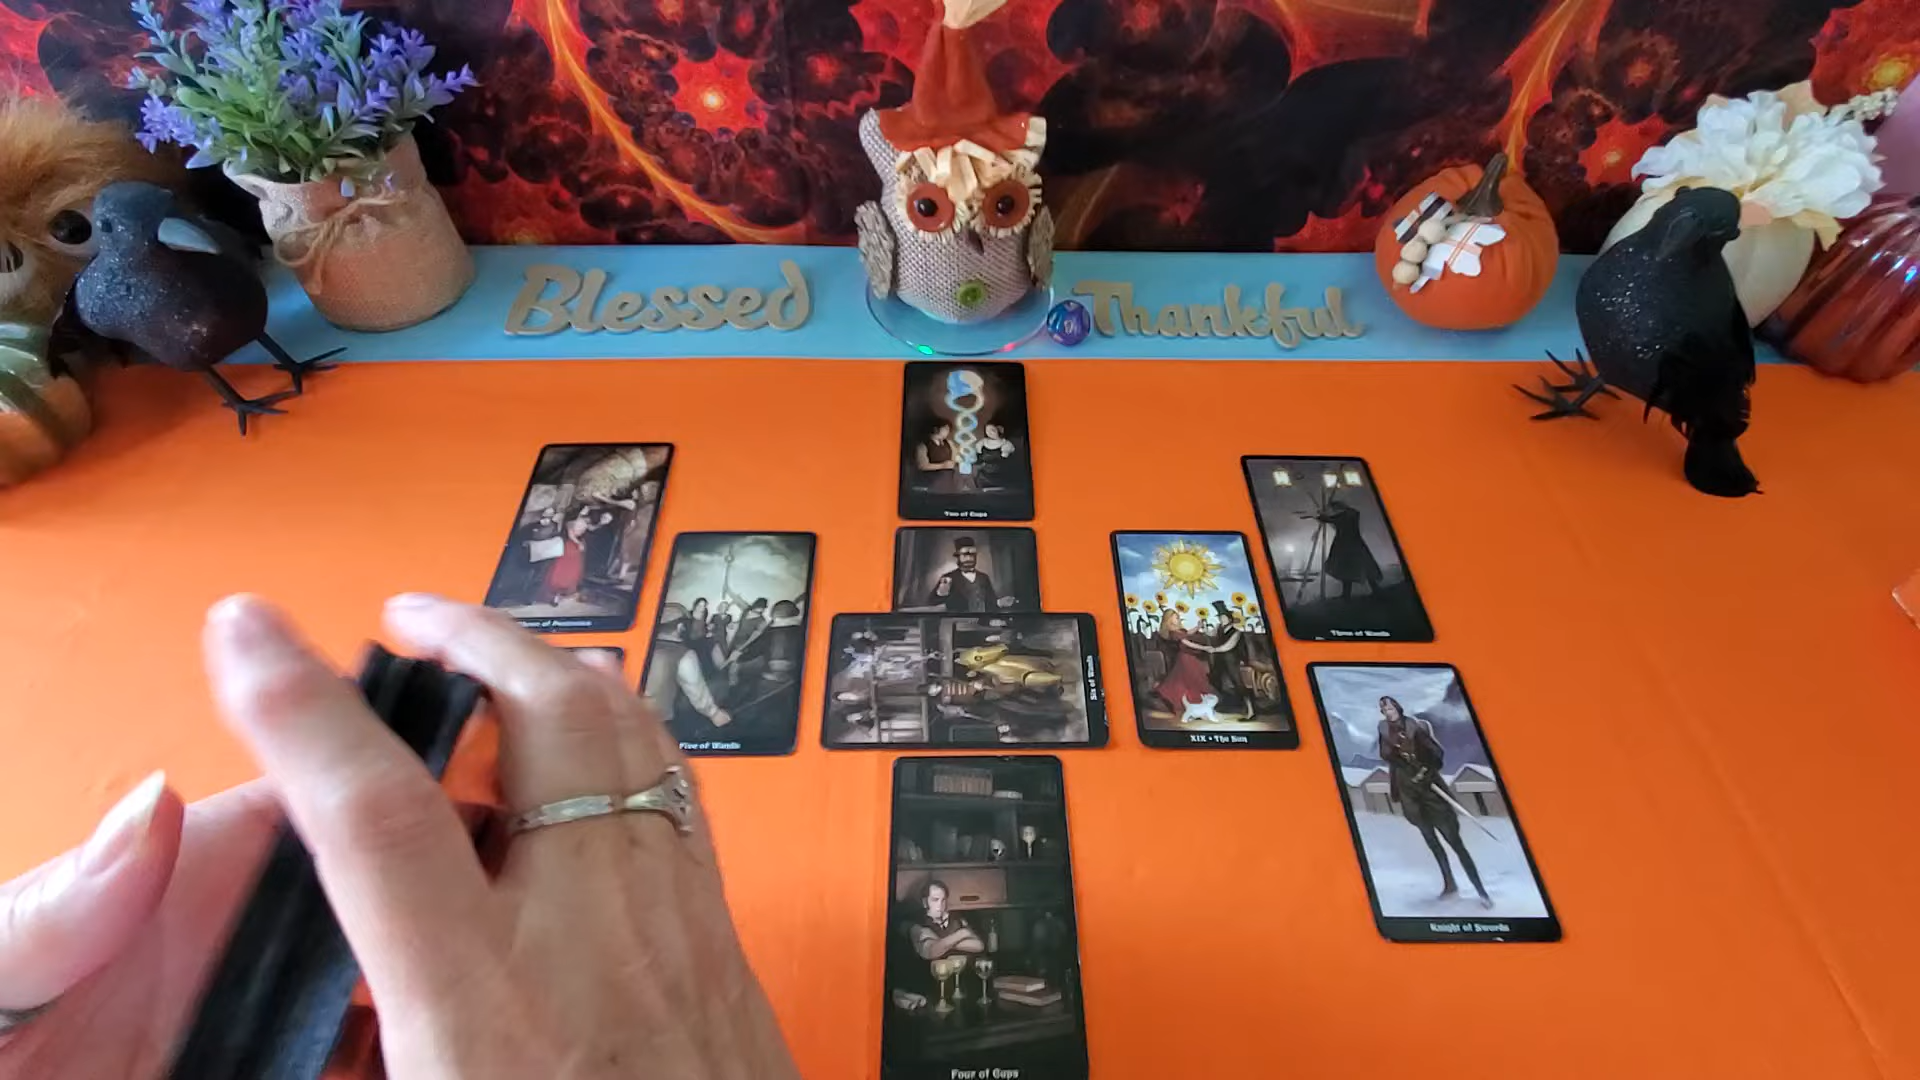 Blessed
Thankful
Two of Cups
Three of Pentacles
Three of Wands
Five of Wands
Six of Wands
XIX • The Sun
Knight of Swords
Four of Cups